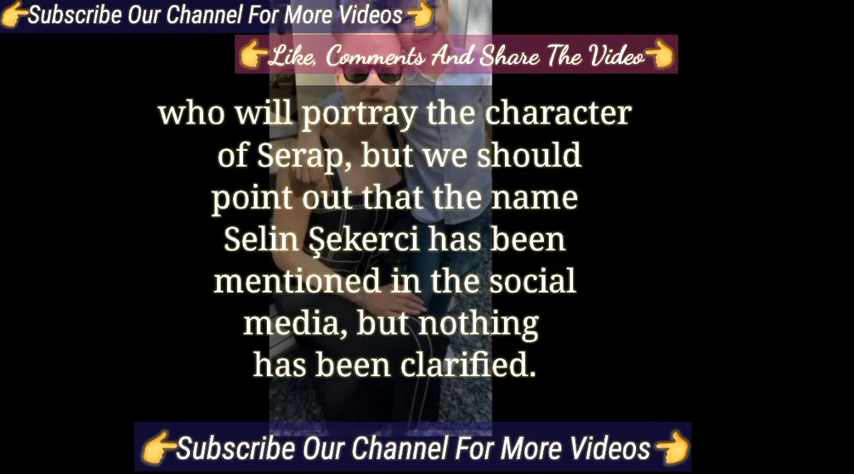 👉Subscribe Our Channel For More Videos👈
👉Like, Comments And Share The Video👈
who will portray the character
of Serap, but we should
point out that the name
Selin Şekerci has been
mentioned in the social
media, but nothing
has been clarified.
👉Subscribe Our Channel For More Videos👈